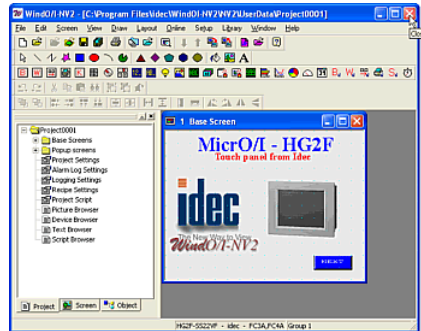 WindO/I-NV2 - [C:\Program Files\Idec\WindOI-NV2\NV2\UserData\Project0001]
Clos
File Edit Screen View Draw Layout Online Setup Library Window Help
Project0001
Base Screens
Popup screens
Project Settings
Alarm Log Settings
Logging Settings
Recipe Settings
Project Script
Picture Browser
Device Browser
Text Browser
Script Browser
Project Screen Object
1 Base Screen
MicrO/I - HG2F
Touch panel from Idec
idec
The New Way to View
WindO/I-NV2
NEXT
HG2F-SS22VF - idec - FC3A,FC4A Group 1